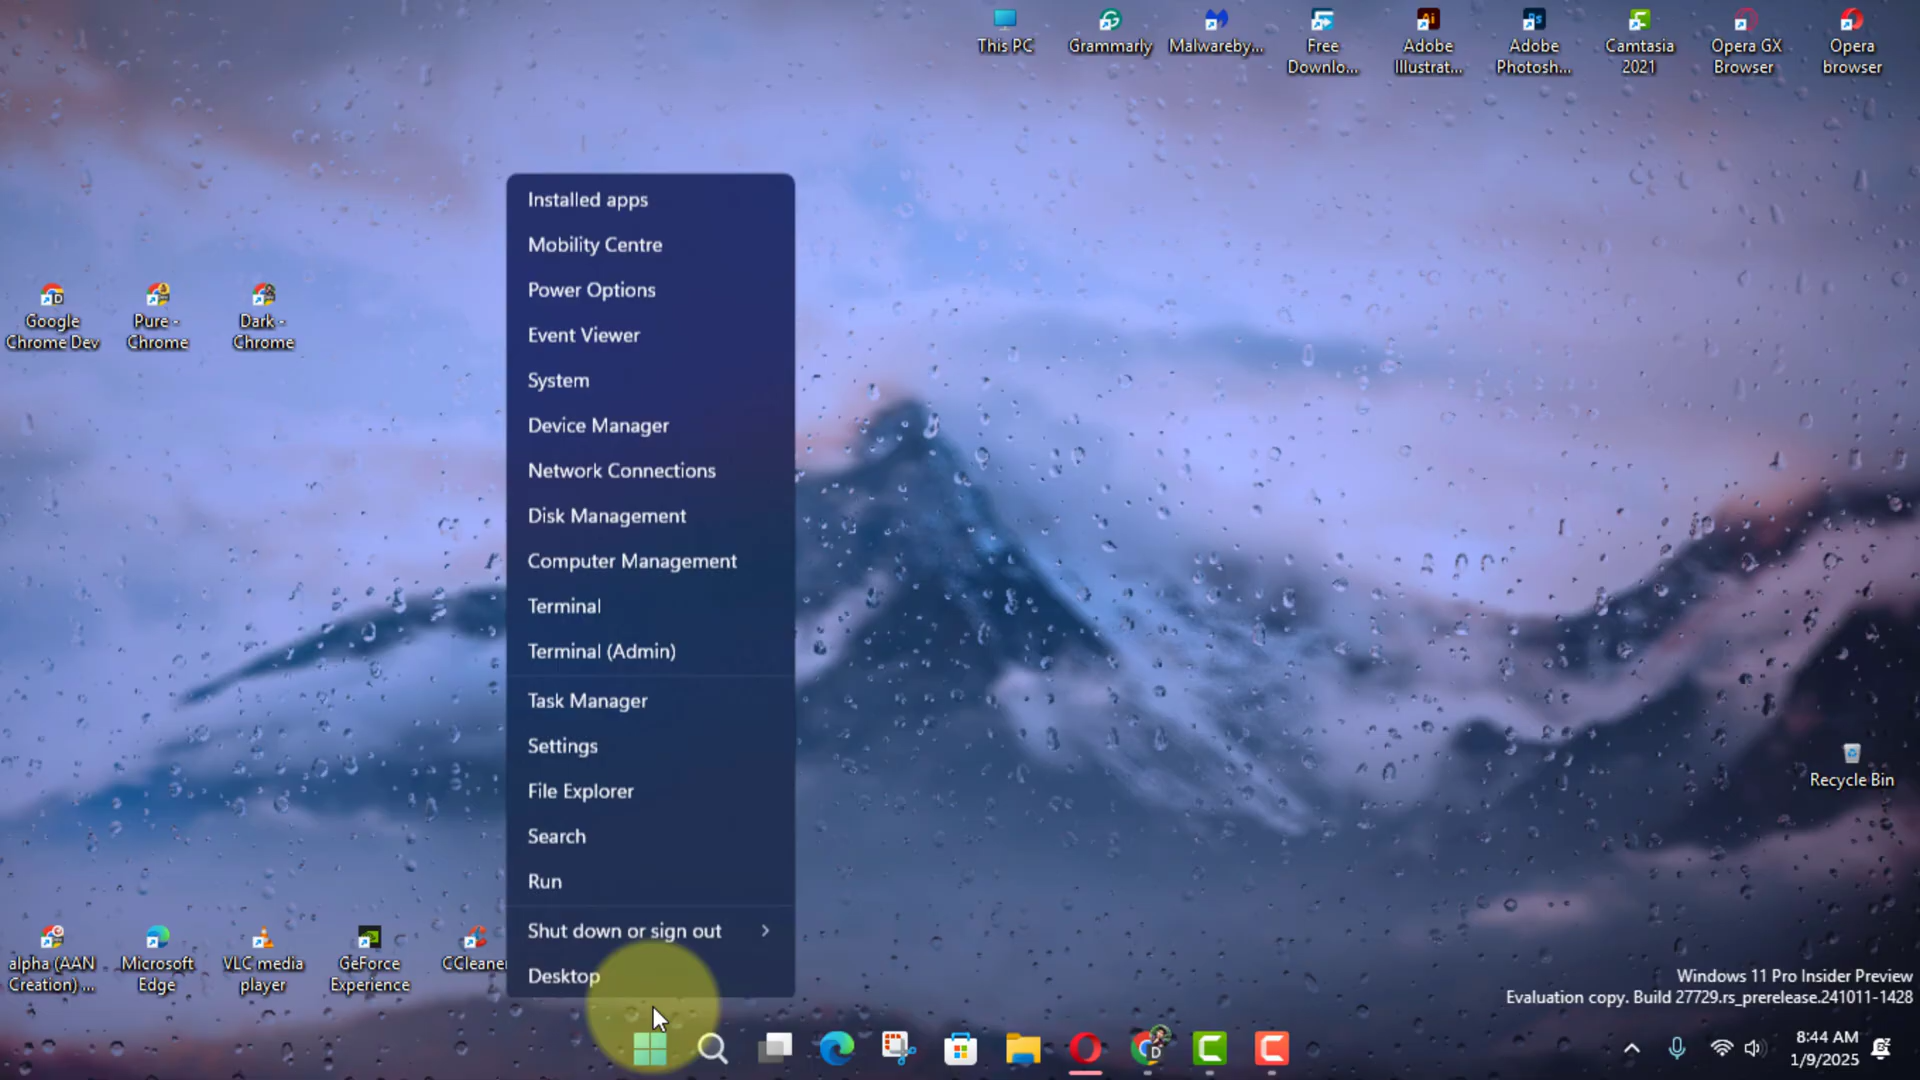 This PC
Grammarly
Malwareby...
Free
Downlo...
Adobe
Illustrat...
Adobe
Photosh...
Camtasia
2021
Opera GX
Browser
Opera
browser
Google
Chrome Dev
Pure -
Chrome
Dark -
Chrome
Installed apps
Mobility Centre
Power Options
Event Viewer
System
Device Manager
Network Connections
Disk Management
Computer Management
Terminal
Terminal (Admin)
Task Manager
Settings
File Explorer
Search
Run
Shut down or sign out
Desktop
Recycle Bin
alpha (AAN
Creation) ...
Microsoft
Edge
VLC media
player
GeForce
Experience
CCleaner
Windows 11 Pro Insider Preview
Evaluation copy. Build 27729.rs_prerelease.241011-1428
8:44 AM
1/9/2025